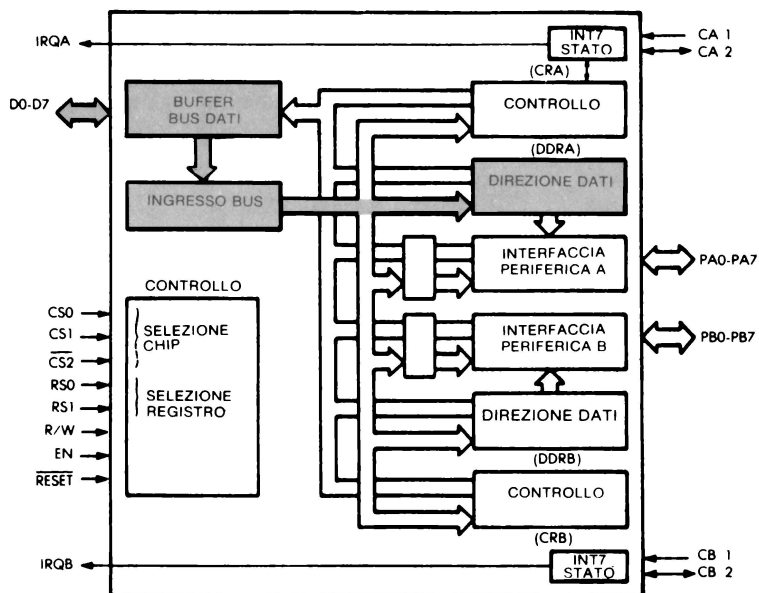 IRQA
INT7
STATO
CA 1
CA 2
(CRA)
D0-D7
BUFFER
BUS DATI
CONTROLLO
(DDRA)
INGRESSO BUS
DIREZIONE DATI
INTERFACCIA
PERIFERICA A
PA0-PA7
CONTROLLO
CS0
CS1
CS2
RS0
RS1
R/W
EN
RESET
SELEZIONE
CHIP
SELEZIONE
REGISTRO
INTERFACCIA
PERIFERICA B
PB0-PB7
DIREZIONE DATI
(DDRB)
CONTROLLO
(CRB)
IRQB
INT7
STATO
CB 1
CB 2